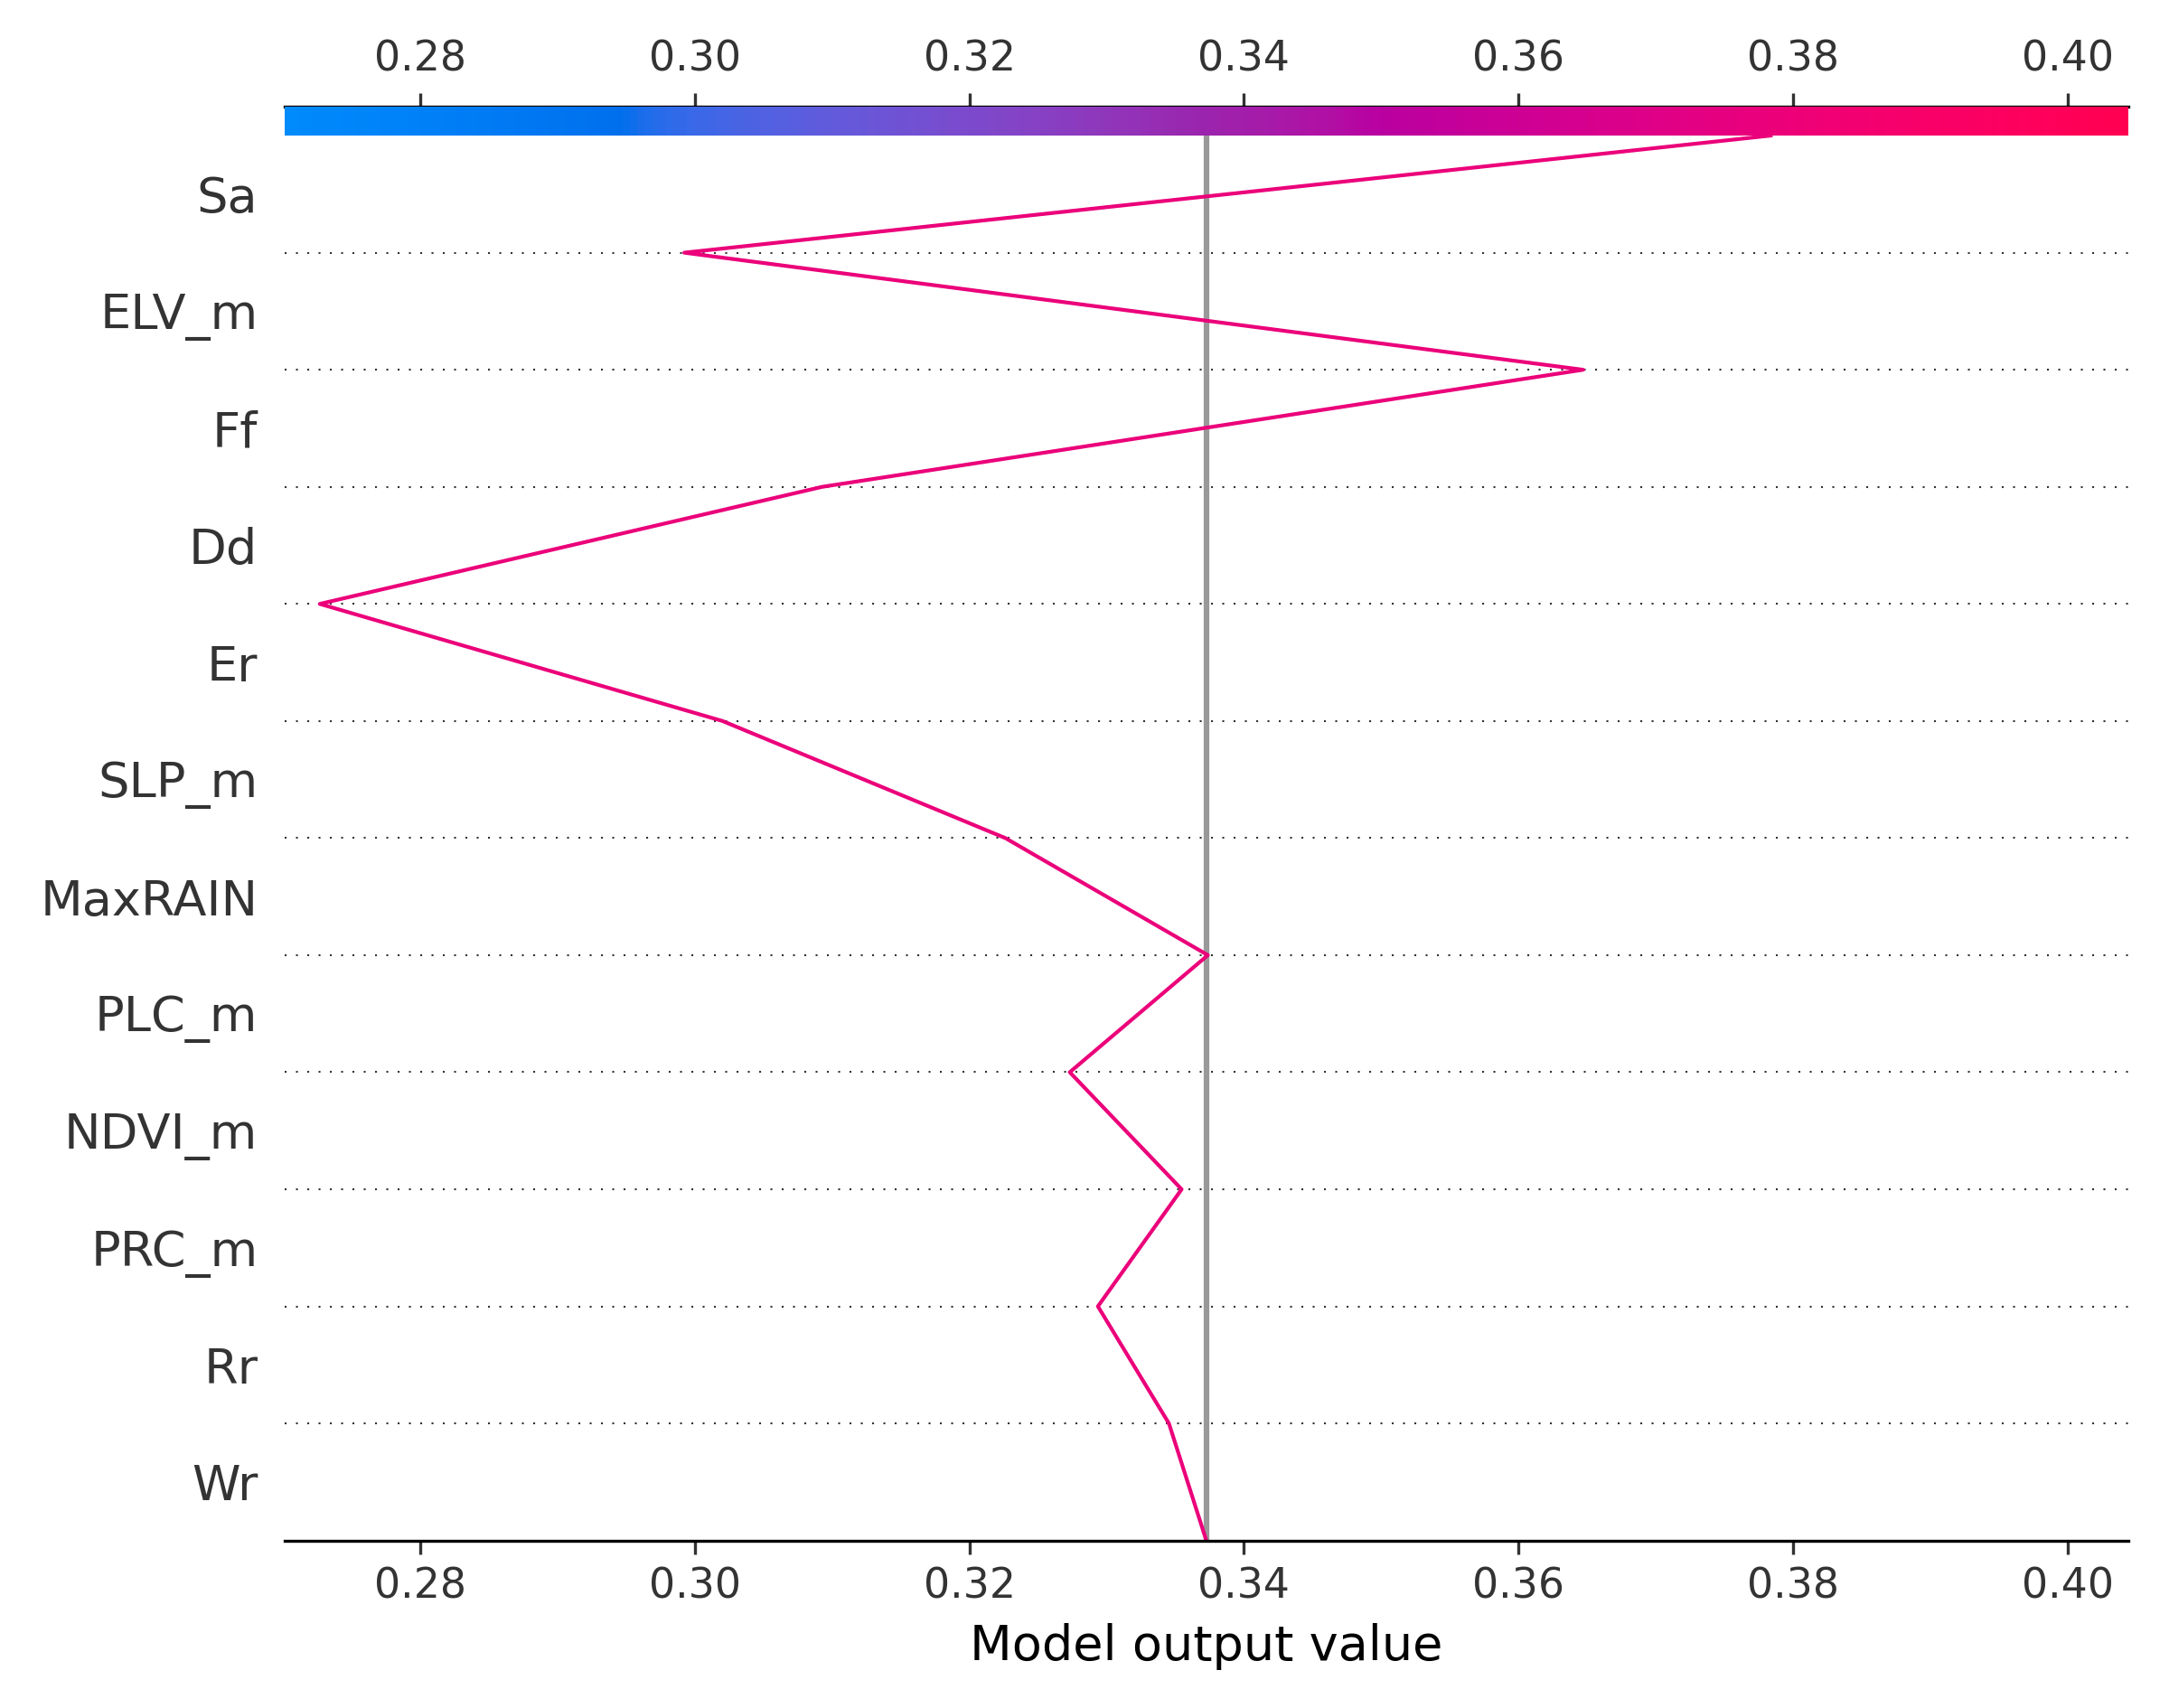 0.28 0.30 0.32 0.34 0.36 0.38 0.40
Sa
ELV_m
Ff
Dd
Er
SLP_m
MaxRAIN
PLC_m
NDVI_m
PRC_m
Rr
Wr
0.28 0.30 0.32 0.34 0.36 0.38 0.40
Model output value